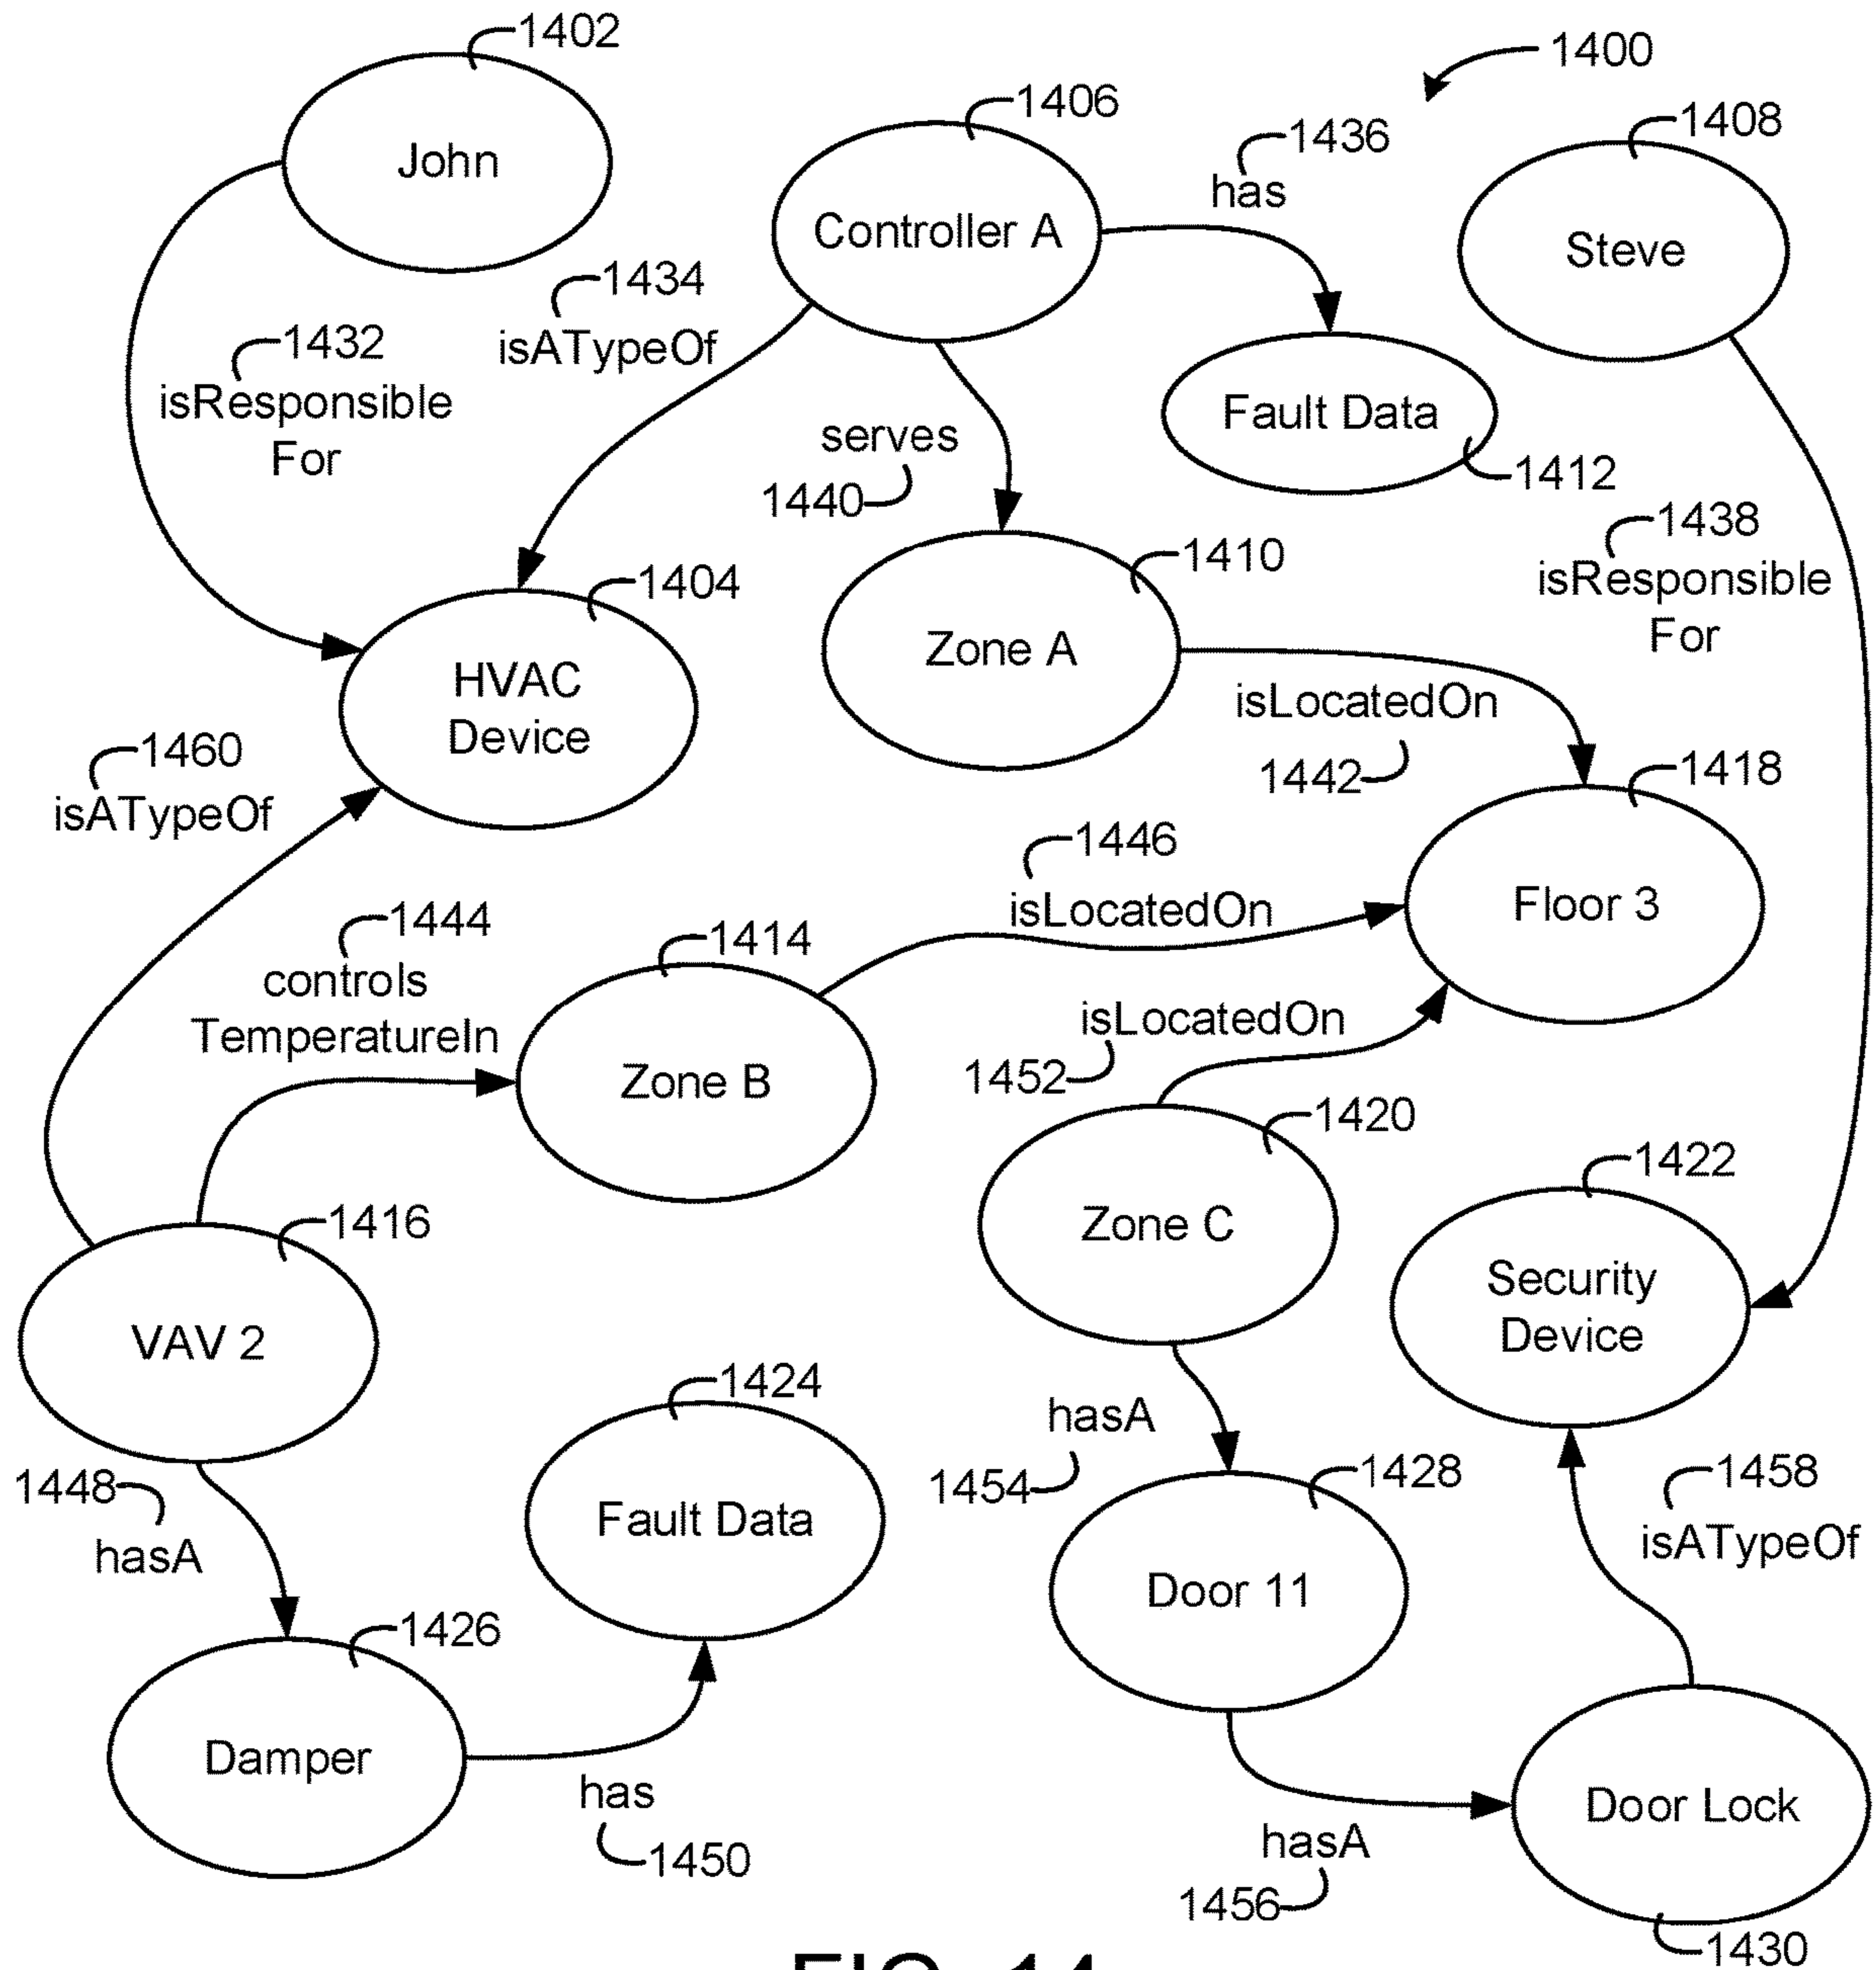 1402
1400
1406
1408
1436
has
John
Controller A
Steve
1434
isATypeOf
1432
isResponsible
For
Fault Data
serves
1440
1412
1438
isResponsible
For
1410
1404
Zone A
HVAC
Device
isLocatedOn
1442
1418
1460
isATypeOf
1446
isLocatedOn
Floor 3
1444
controls
TemperatureIn
1414
isLocatedOn
1452
Zone B
1420
1422
1416
Zone C
Security
Device
VAV 2
1424
hasA
1454
1428
1458
isATypeOf
1448
hasA
Fault Data
Door 11
1426
Damper
has
1450
Door Lock
hasA
1456
1430
FIG. 14